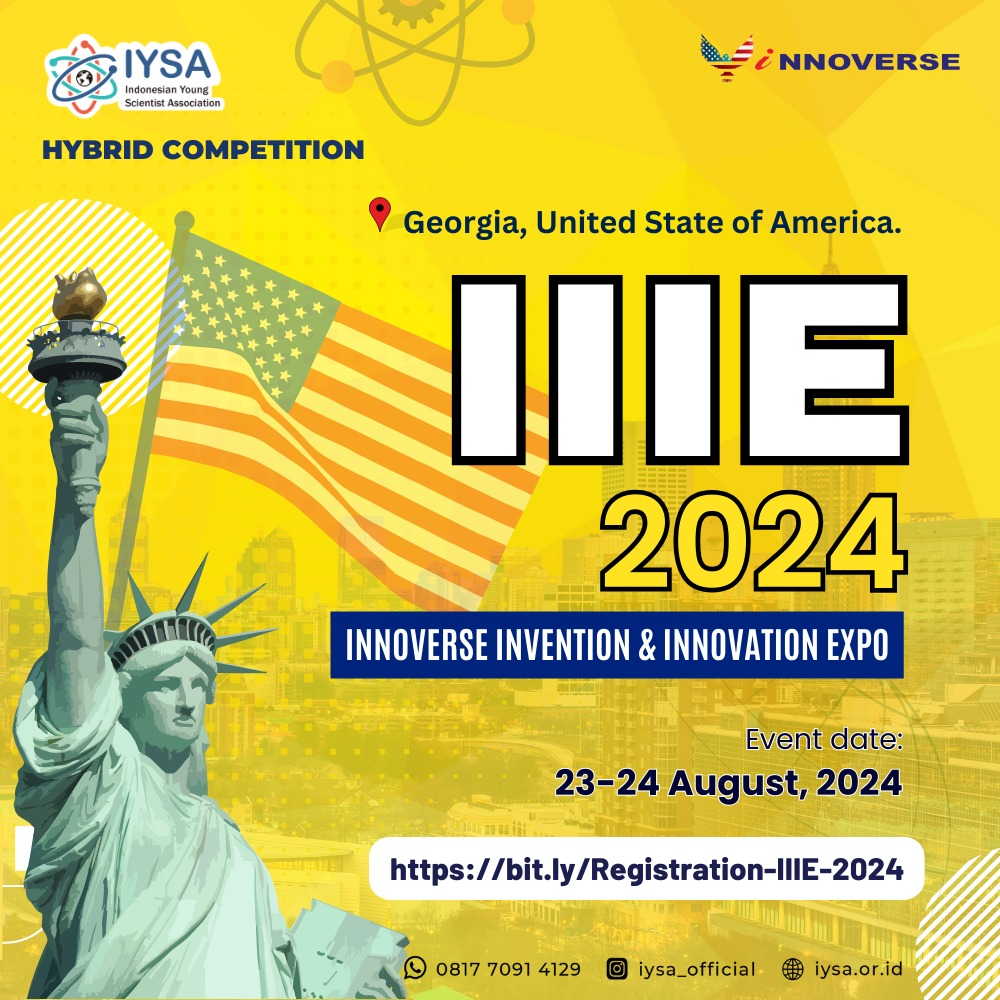 IYSA
Indonesian Young
Scientist Association
iNNOVERSE
HYBRID COMPETITION
Georgia, United State of America.
IIIE
2024
INNOVERSE INVENTION & INNOVATION EXPO
Event date:
23-24 August, 2024
https://bit.ly/Registration-IIIE-2024
0817 7091 4129
iysa_official
iysa.or.id